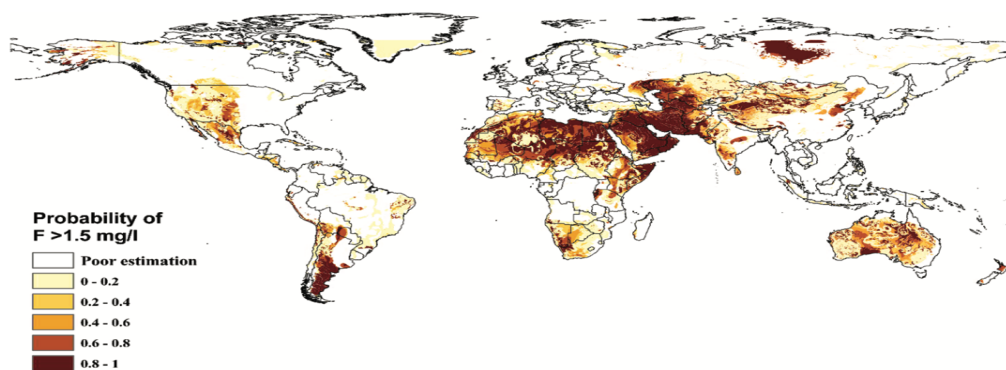 Probability of
F >1.5 mg/l
Poor estimation
0 - 0.2
0.2 - 0.4
0.4 - 0.6
0.6 - 0.8
0.8 - 1